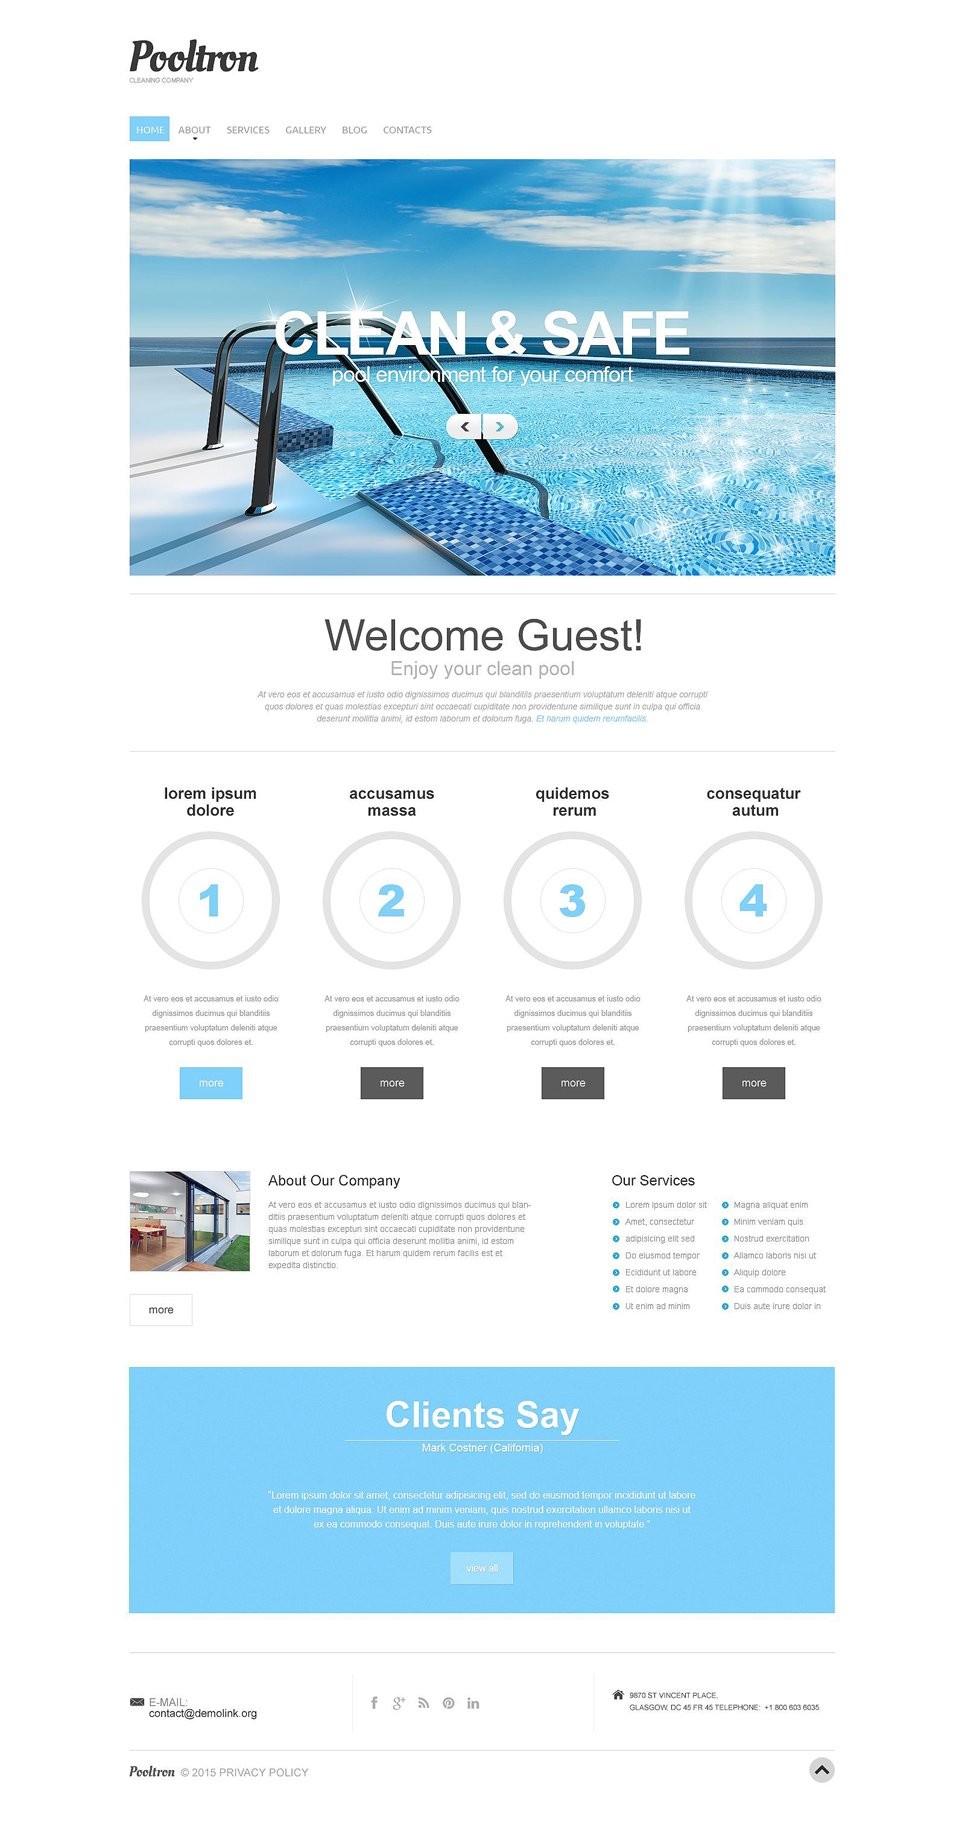 Pooltron
CLEANING COMPANY
HOME ABOUT SERVICES GALLERY BLOG CONTACTS
CLEAN & SAFE
pool environment for your comfort
Welcome Guest!
Enjoy your clean pool
At vero eos et accusamus et iusto odio dignissimos ducimus qui blanditiis praesentium voluptatum deleniti atque corrupti
quos dolores et quas molestias excepturi sint occaecati cupiditate non providentune similique sunt in culpa qui officia
deserunt mollitia animi, id estom laborum et dolorum fuga. Et harum quidem rerumfacilis.
lorem ipsum
dolore
1
At vero eos et accusamus et iusto odio
dignissimos ducimus qui blanditiis
praesentium voluptatum deleniti atque
corrupti quos dolores et.
more
accusamus
massa
2
At vero eos et accusamus et iusto odio
dignissimos ducimus qui blanditiis
praesentium voluptatum deleniti atque
corrupti quos dolores et.
more
quidemos
rerum
3
At vero eos et accusamus et iusto odio
dignissimos ducimus qui blanditiis
praesentium voluptatum deleniti atque
corrupti quos dolores et.
more
consequatur
autum
4
At vero eos et accusamus et iusto odio
dignissimos ducimus qui blanditiis
praesentium voluptatum deleniti atque
corrupti quos dolores et.
more
About Our Company
At vero eos et accusamus et iusto odio dignissimos ducimus qui blan-
ditiis praesentium voluptatum deleniti atque corrupti quos dolores et
quas molestias excepturi sint occaecati cupiditate non providentune
similique sunt in culpa qui officia deserunt mollitia animi, id estom
laborum et dolorum fuga. Et harum quidem rerum facilis est et
expedita distinctio.
more
Our Services
Lorem ipsum dolor sit
Amet, consectetur
adipisicing elit sed
Do eiusmod tempor
Ecididunt ut labore
Et dolore magna
Ut enim ad minim
Magna aliquat enim
Minim veniam quis
Nostrud exercitation
Allamco laboris nisi ut
Aliquip dolore
Ea commodo consequat
Duis aute irure dolor in
Clients Say
Mark Costner (California)
"Lorem ipsum dolor sit amet, consectetur adipisicing elit, sed do eiusmod tempor incididunt ut labore
et dolore magna aliqua. Ut enim ad minim veniam, quis nostrud exercitation ullamco laboris nisi ut
ex ea commodo consequat. Duis aute irure dolor in reprehenderit in voluptate."
view all
E-MAIL:
contact@demolink.org
9870 ST VINCENT PLACE,
GLASGOW, DC 45 FR 45 TELEPHONE: +1 800 603 6035
Pooltron © 2015 PRIVACY POLICY